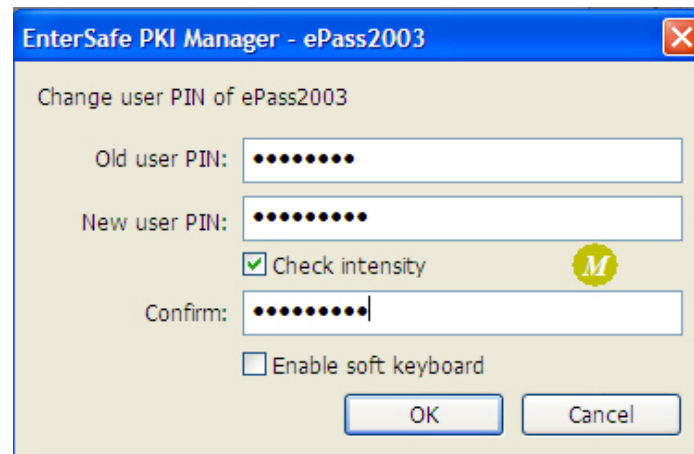 EnterSafe PKI Manager - ePass2003
Change user PIN of ePass2003
Old user PIN: ••••••••
New user PIN: •••••••••
Check intensity M
Confirm: •••••••••
Enable soft keyboard
OK Cancel